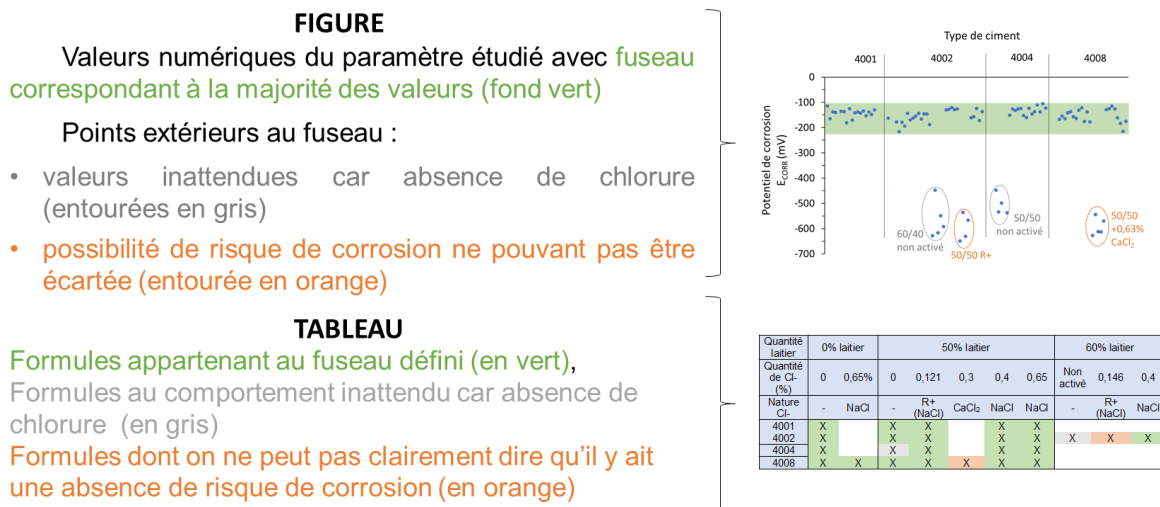 FIGURE
Valeurs numériques du paramètre étudié avec fuseau
correspondant à la majorité des valeurs (fond vert)
Points extérieurs au fuseau :
• valeurs inattendues car absence de chlorure
(entourées en gris)
• possibilité de risque de corrosion ne pouvant pas être
écartée (entourée en orange)
Type de ciment
4001 4002 4004 4008
Potentiel de corrosion
E_CORR (mV)
0
-100
-200
-300
-400
-500
-600
-700
60/40
non activé
50/50 R+
50/50
non activé
50/50
+0,63%
CaCl₂
TABLEAU
Formules appartenant au fuseau défini (en vert),
Formules au comportement inattendu car absence de
chlorure (en gris)
Formules dont on ne peut pas clairement dire qu'il y ait
une absence de risque de corrosion (en orange)
Quantité laitier 0% laitier 50% laitier 60% laitier
Quantité de Cl- (%) 0 0,65% 0 0,121 0,3 0,4 0,65 Non activé 0,146 0,4
Nature Cl- - NaCl - R+ (NaCl) CaCl₂ NaCl NaCl - R+ (NaCl) NaCl
4001 X X X X X
4002 X X X X X X X X
4004 X X X X X
4008 X X X X X X X